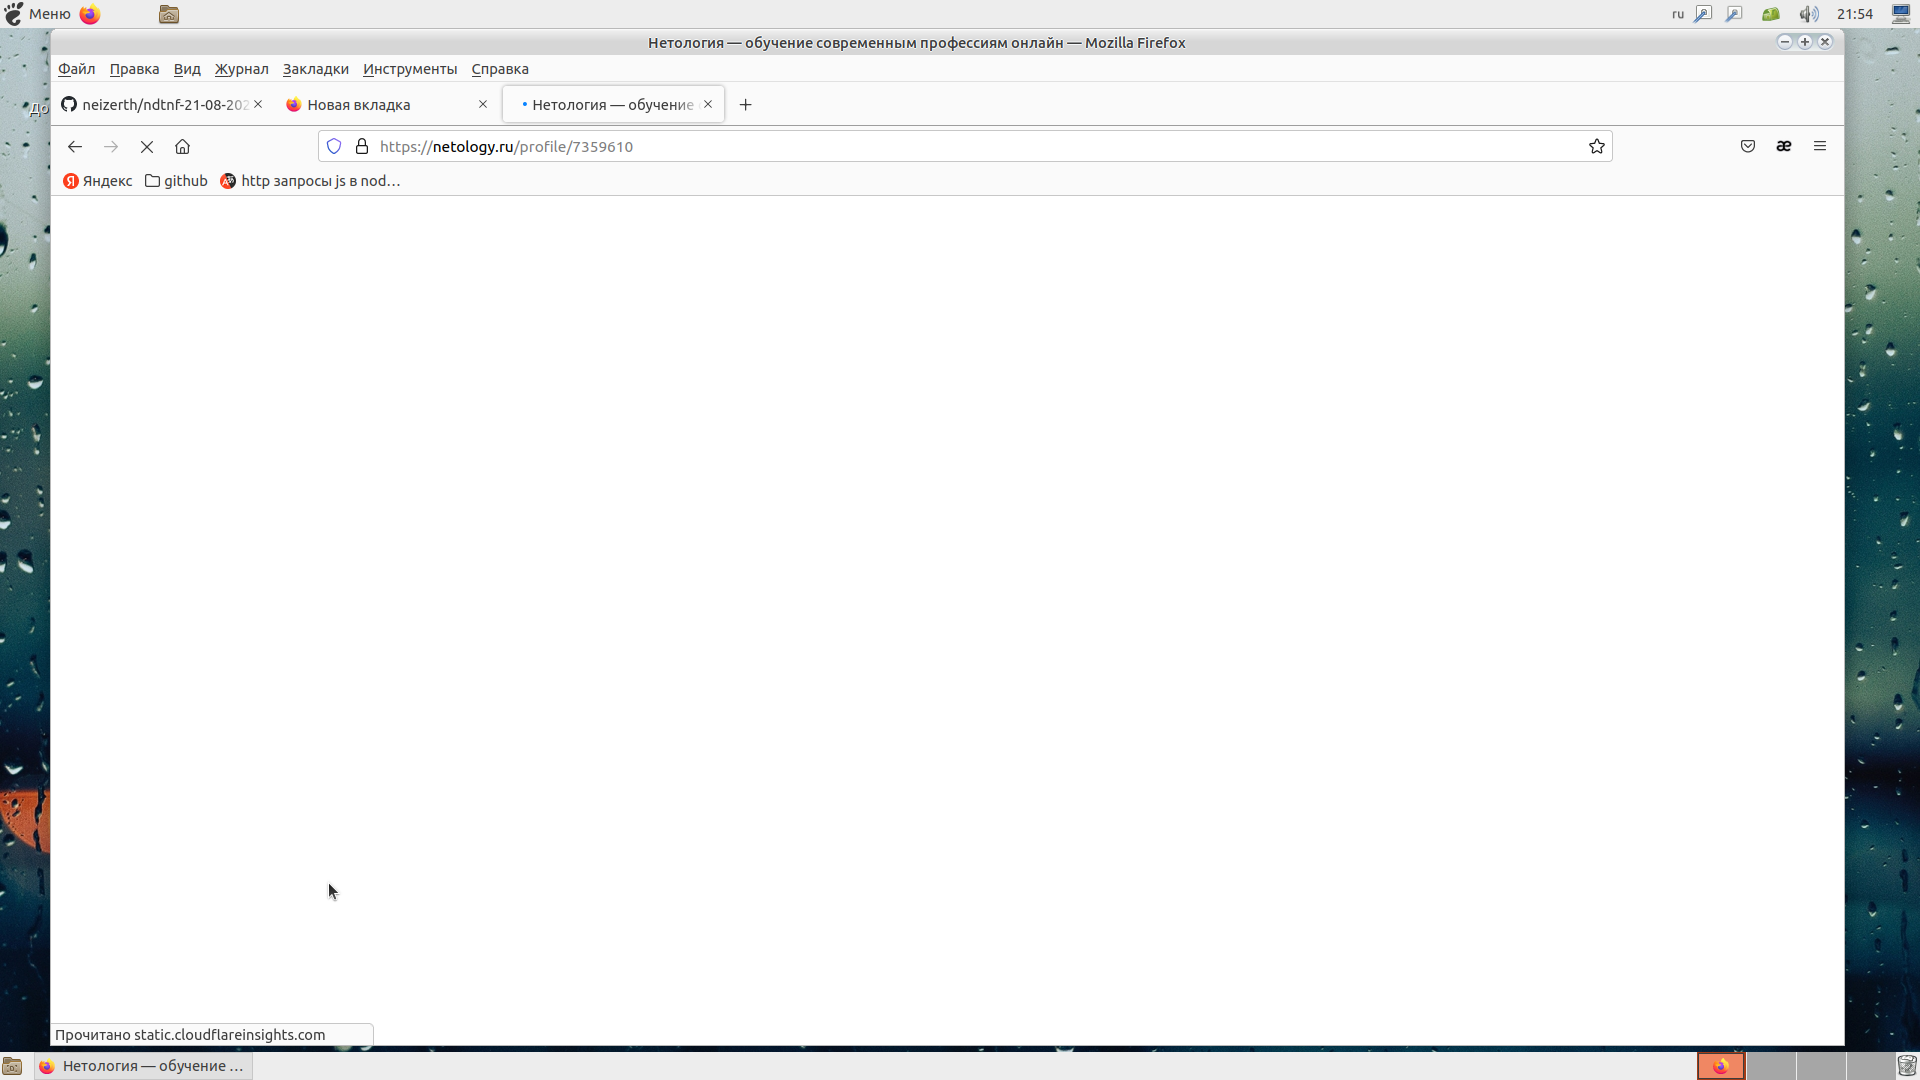 Меню
ru
21:54
До
Нетология — обучение современным профессиям онлайн — Mozilla Firefox
Файл Правка Вид Журнал Закладки Инструменты Справка
neizerth/ndtnf-21-08-202
Новая вкладка
Нетология — обучение
https://netology.ru/profile/7359610
Яндекс
github
http запросы js в nod…
Прочитано static.cloudflareinsights.com
Нетология — обучение …